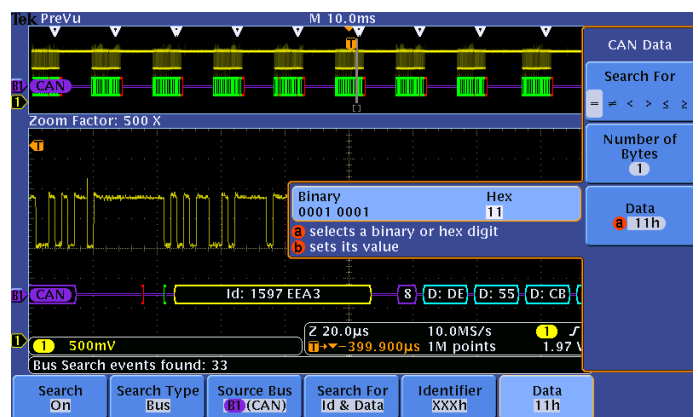 Tek PreVu M 10.0ms
CAN Data
T
Search For
= ≠ < > ≤ ≥
B1 CAN
1
Zoom Factor: 500 X
Number of
Bytes
1
T
Binary Hex
0001 0001 11
a selects a binary or hex digit
b sets its value
Data
a 11h
B1 CAN Id: 1597 EEA3 8 D: DE D: 55 D: CB
Z 20.0µs 10.0MS/s 1
1 1 500mV T→▼-399.900µs 1M points 1.97 V
Bus Search events found: 33
Search Search Type Source Bus Search For Identifier Data
On Bus B1 (CAN) Id & Data XXXh 11h